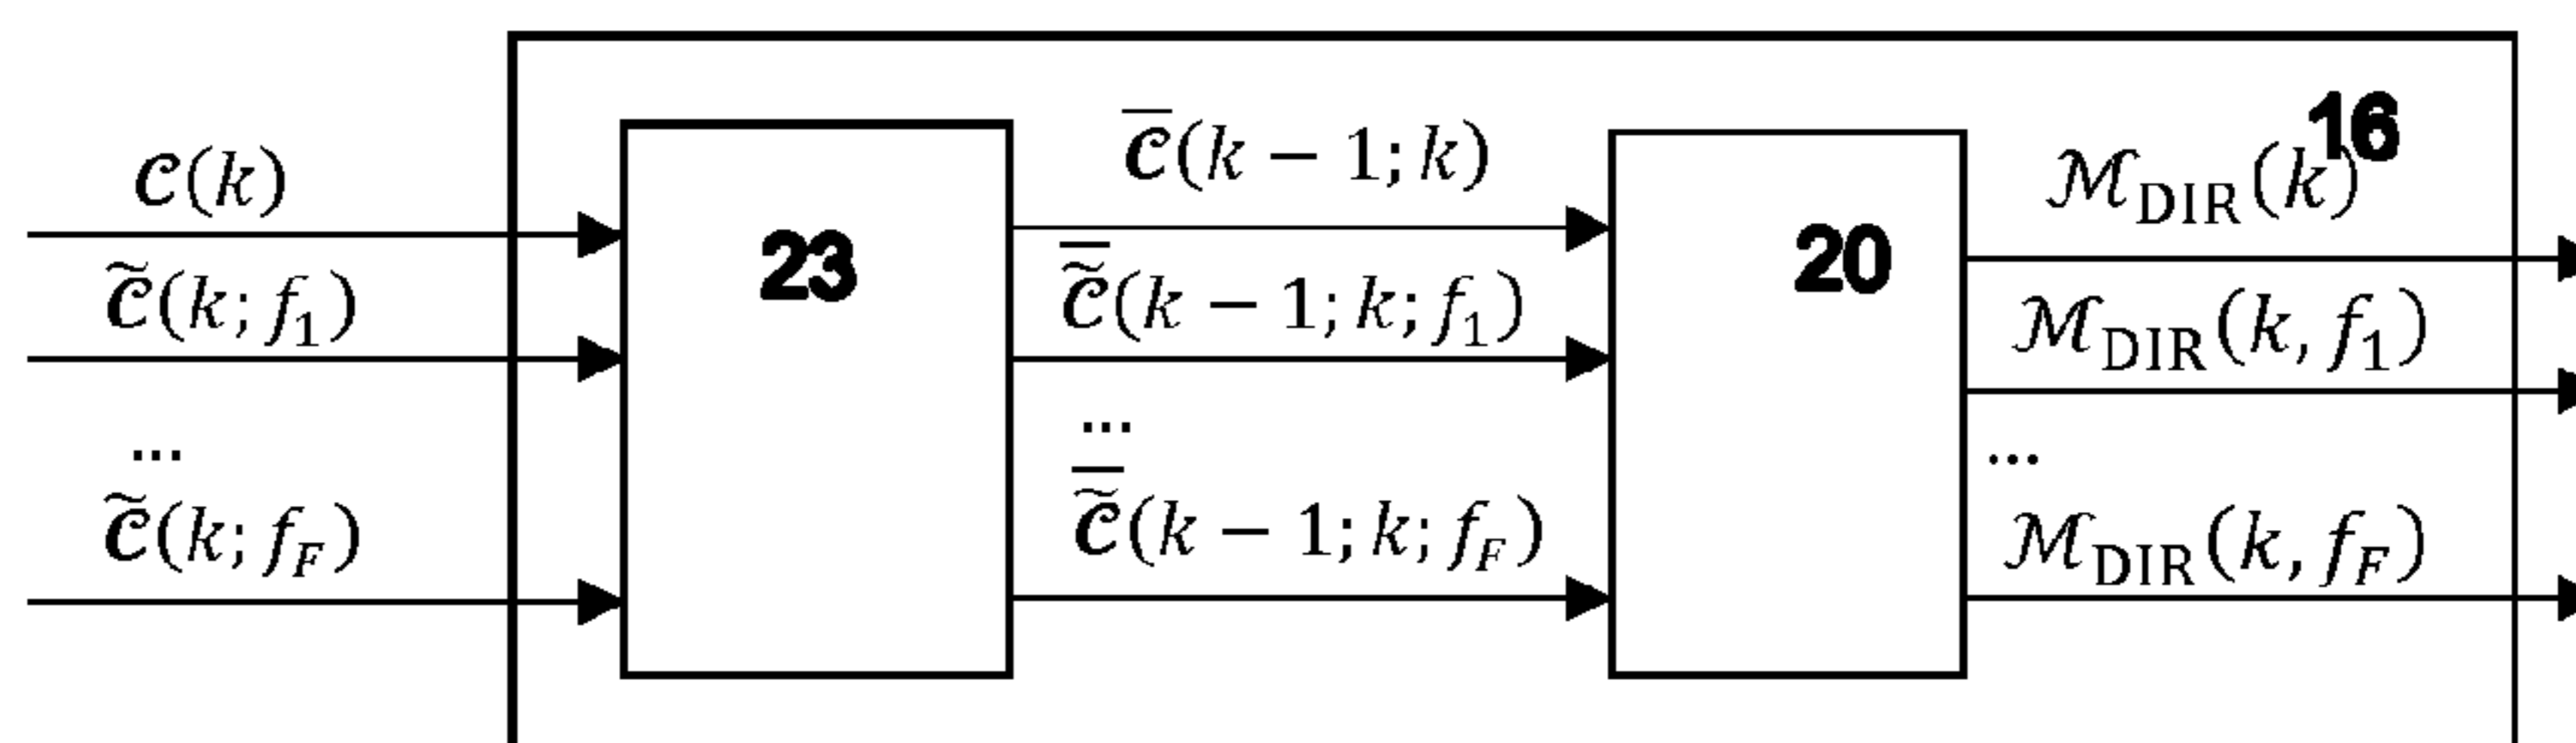 16
𝓒(k)
𝓒̃(k; f₁)
...
𝓒̃(k; f_F)
23
𝓒̅(k − 1; k)
𝓒̃̅(k − 1; k; f₁)
...
𝓒̃̅(k − 1; k; f_F)
20
ℳ_DIR(k)
ℳ_DIR(k, f₁)
...
ℳ_DIR(k, f_F)